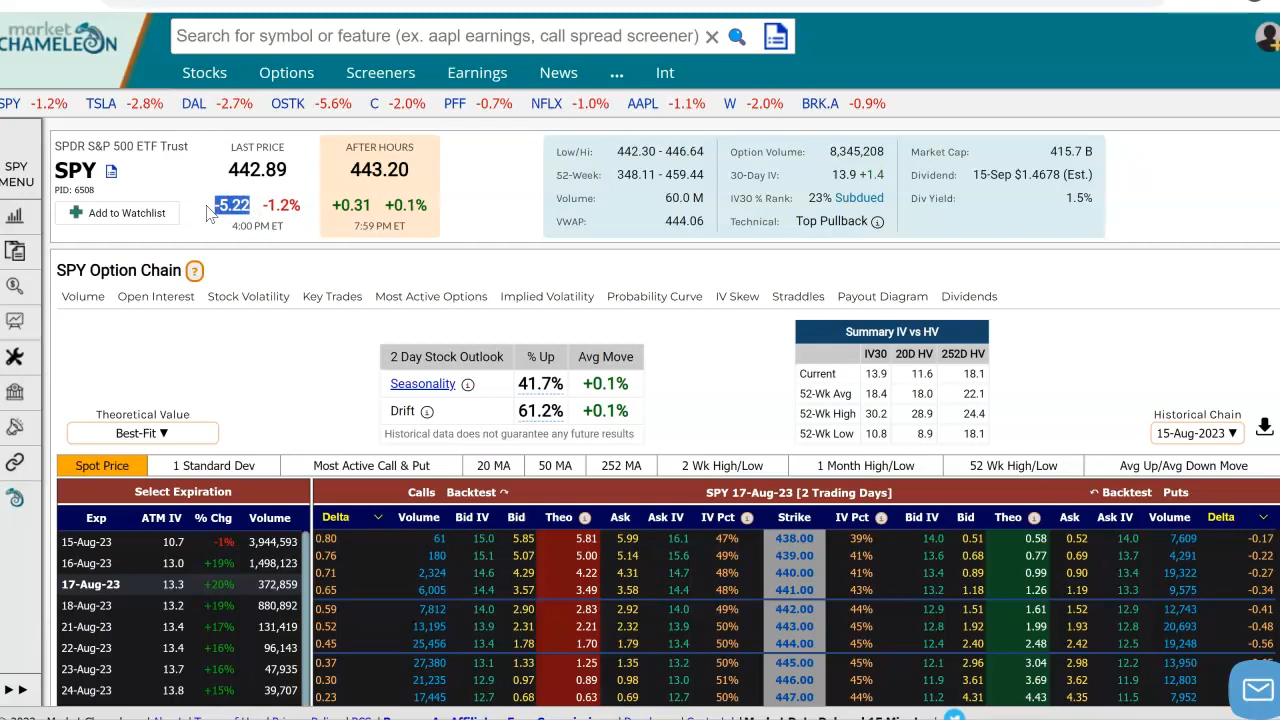 market
CHAMELEON
Search for symbol or feature (ex. aapl earnings, call spread screener)
Stocks Options Screeners Earnings News ... Int
SPY -1.2% TSLA -2.8% DAL -2.7% OSTK -5.6% C -2.0% PFF -0.7% NFLX -1.0% AAPL -1.1% W -2.0% BRK.A -0.9%
SPY
MENU
SPDR S&P 500 ETF Trust
SPY
PID: 6508
Add to Watchlist
LAST PRICE
442.89
-5.22 -1.2%
4:00 PM ET
AFTER HOURS
443.20
+0.31 +0.1%
7:59 PM ET
Low/Hi: 442.30 - 446.64
52-Week: 348.11 - 459.44
Volume: 60.0 M
VWAP: 444.06
Option Volume: 8,345,208
30-Day IV: 13.9 +1.4
IV30 % Rank: 23% Subdued
Technical: Top Pullback
Market Cap: 415.7 B
Dividend: 15-Sep $1.4678 (Est.)
Div Yield: 1.5%
SPY Option Chain ?
Volume Open Interest Stock Volatility Key Trades Most Active Options Implied Volatility Probability Curve IV Skew Straddles Payout Diagram Dividends
Theoretical Value
Best-Fit ▼
2 Day Stock Outlook % Up Avg Move
Seasonality 41.7% +0.1%
Drift 61.2% +0.1%
Historical data does not guarantee any future results
Summary IV vs HV
IV30 20D HV 252D HV
Current 13.9 11.6 18.1
52-Wk Avg 18.4 18.0 22.1
52-Wk High 30.2 28.9 24.4
52-Wk Low 10.8 8.9 18.1
Historical Chain
15-Aug-2023 ▼
Spot Price 1 Standard Dev Most Active Call & Put 20 MA 50 MA 252 MA 2 Wk High/Low 1 Month High/Low 52 Wk High/Low Avg Up/Avg Down Move
Select Expiration
Exp ATM IV % Chg Volume
15-Aug-23 10.7 -1% 3,944,593
16-Aug-23 13.0 +19% 1,498,123
17-Aug-23 13.3 +20% 372,859
18-Aug-23 13.2 +19% 880,892
21-Aug-23 13.4 +17% 131,419
22-Aug-23 13.4 +16% 96,143
23-Aug-23 13.7 +16% 47,935
24-Aug-23 13.8 +15% 39,707
Calls Backtest SPY 17-Aug-23 [2 Trading Days] Backtest Puts
Delta Volume Bid IV Bid Theo Ask Ask IV IV Pct Strike IV Pct Bid IV Bid Theo Ask Ask IV Volume Delta
0.80 61 15.0 5.85 5.81 5.99 16.1 47% 438.00 39% 14.0 0.51 0.58 0.52 14.0 7,609 -0.17
0.76 180 15.1 5.07 5.00 5.14 15.6 49% 439.00 41% 13.6 0.68 0.77 0.69 13.7 4,291 -0.22
0.71 2,324 14.6 4.29 4.22 4.31 14.7 48% 440.00 41% 13.4 0.89 0.99 0.90 13.4 19,322 -0.27
0.65 6,005 14.4 3.57 3.49 3.58 14.4 48% 441.00 43% 13.2 1.18 1.26 1.19 13.3 9,575 -0.34
0.59 7,812 14.0 2.90 2.83 2.92 14.0 49% 442.00 44% 12.9 1.51 1.61 1.52 12.9 12,743 -0.41
0.52 13,195 13.9 2.31 2.21 2.32 13.9 50% 443.00 45% 12.8 1.92 1.99 1.93 12.8 20,693 -0.48
0.45 25,456 13.4 1.78 1.70 1.79 13.4 50% 444.00 45% 12.4 2.40 2.48 2.42 12.5 19,248 -0.56
0.37 27,380 13.1 1.33 1.25 1.35 13.2 50% 445.00 45% 12.1 2.96 3.04 2.98 12.2 13,950
0.30 21,235 12.9 0.97 0.89 0.98 13.0 51% 446.00 45% 11.9 3.61 3.69 3.62 12.0 12,803
0.23 17,445 12.7 0.68 0.63 0.69 12.7 50% 447.00 44% 11.2 4.31 4.43 4.35 11.5 7,952